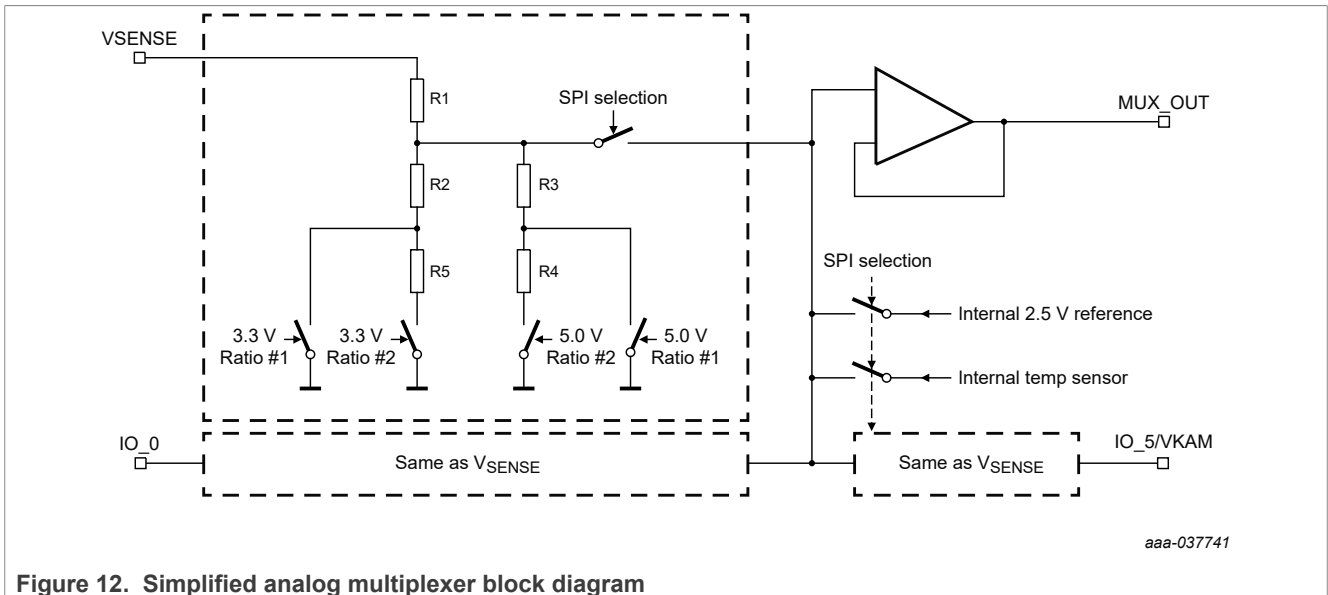 VSENSE
R1
SPI selection
MUX_OUT
R2
R3
R5
R4
SPI selection
3.3 V
Ratio #1
3.3 V
Ratio #2
5.0 V
Ratio #2
5.0 V
Ratio #1
Internal 2.5 V reference
Internal temp sensor
IO_0
Same as VSENSE
Same as VSENSE
IO_5/VKAM
aaa-037741
Figure 12. Simplified analog multiplexer block diagram